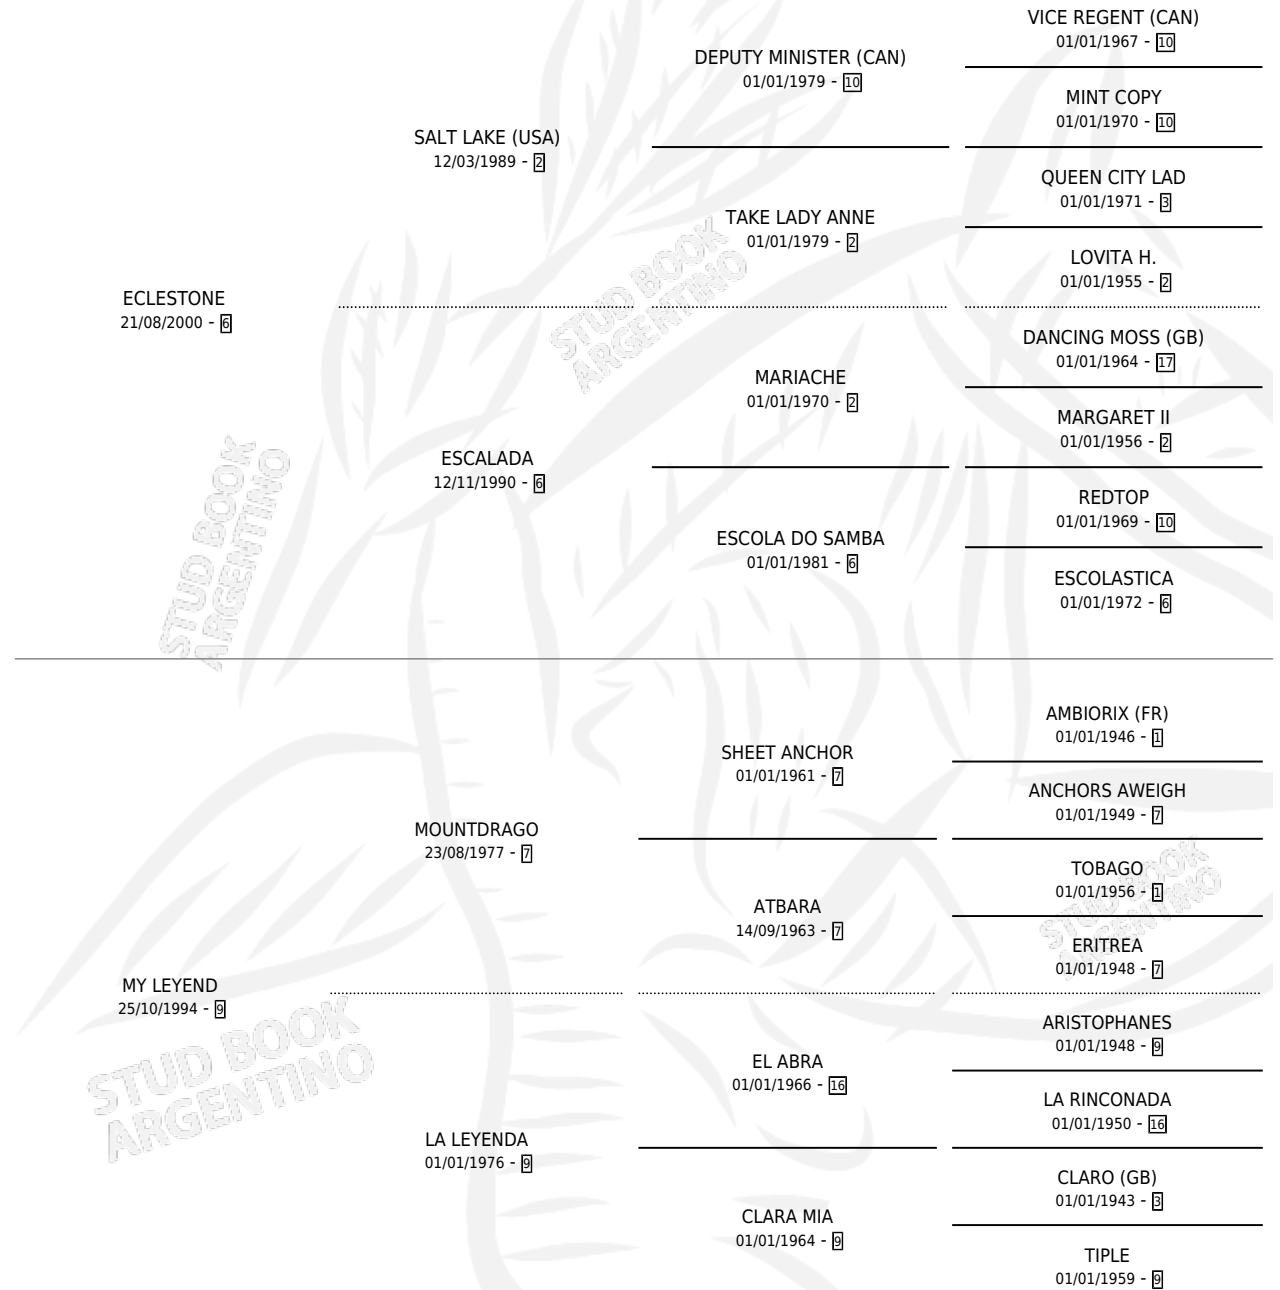 VICE REGENT (CAN)
01/01/1967 - 10
DEPUTY MINISTER (CAN)
01/01/1979 - 10
MINT COPY
01/01/1970 - 10
SALT LAKE (USA)
12/03/1989 - 2
QUEEN CITY LAD
01/01/1971 - 3
TAKE LADY ANNE
01/01/1979 - 2
LOVITA H.
01/01/1955 - 2
ECLESTONE
21/08/2000 - 6
DANCING MOSS (GB)
01/01/1964 - 17
MARIACHE
01/01/1970 - 2
MARGARET II
01/01/1956 - 2
ESCALADA
12/11/1990 - 6
REDTOP
01/01/1969 - 10
ESCOLA DO SAMBA
01/01/1981 - 6
ESCOLASTICA
01/01/1972 - 6
AMBIORIX (FR)
01/01/1946 - 1
SHEET ANCHOR
01/01/1961 - 7
ANCHORS AWEIGH
01/01/1949 - 7
MOUNTDRAGO
23/08/1977 - 7
TOBAGO
01/01/1956 - 1
ATBARA
14/09/1963 - 7
ERITREA
01/01/1948 - 7
MY LEYEND
25/10/1994 - 9
ARISTOPHANES
01/01/1948 - 9
EL ABRA
01/01/1966 - 16
LA RINCONADA
01/01/1950 - 16
LA LEYENDA
01/01/1976 - 9
CLARO (GB)
01/01/1943 - 3
CLARA MIA
01/01/1964 - 9
TIPLE
01/01/1959 - 9
STUD BOOK
ARGENTINO
STUD BOOK
ARGENTINO
STUD BOOK
ARGENTINO
STUD BOOK
ARGENTINO